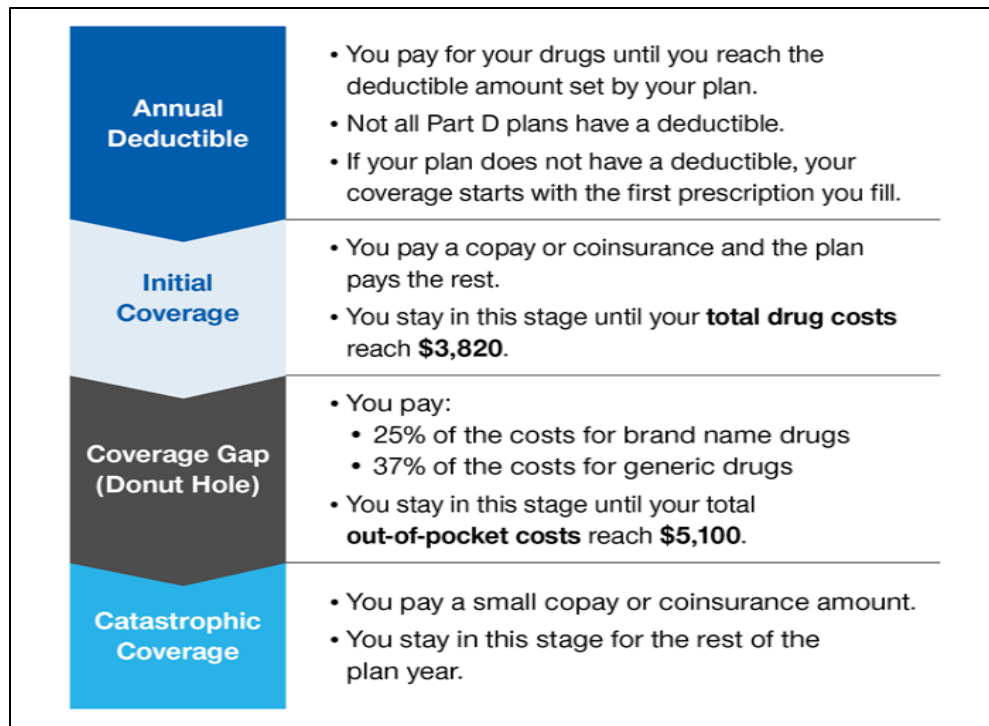 Annual
Deductible
• You pay for your drugs until you reach the
deductible amount set by your plan.
• Not all Part D plans have a deductible.
• If your plan does not have a deductible, your
coverage starts with the first prescription you fill.
Initial
Coverage
• You pay a copay or coinsurance and the plan
pays the rest.
• You stay in this stage until your total drug costs
reach $3,820.
Coverage Gap
(Donut Hole)
• You pay:
• 25% of the costs for brand name drugs
• 37% of the costs for generic drugs
• You stay in this stage until your total
out-of-pocket costs reach $5,100.
Catastrophic
Coverage
• You pay a small copay or coinsurance amount.
• You stay in this stage for the rest of the
plan year.